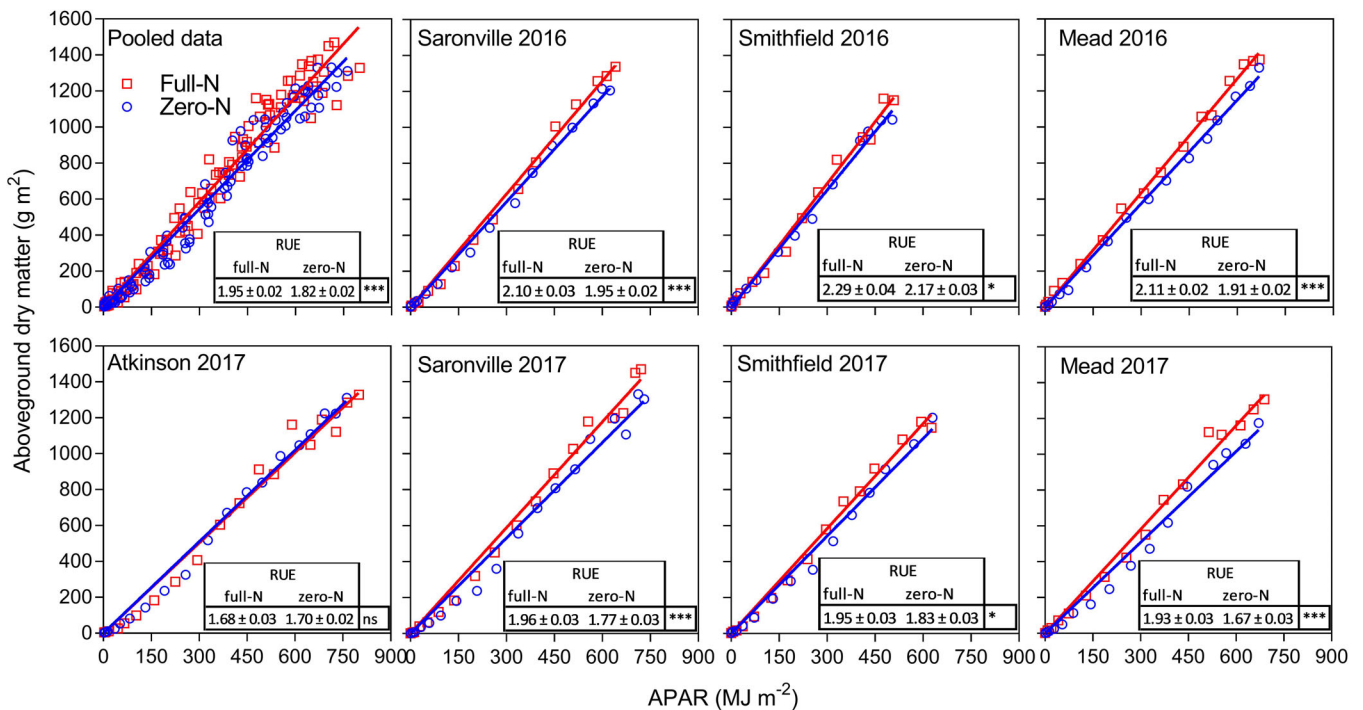 Aboveground dry matter (g m⁻²)
1600
1400
1200
1000
800
600
400
200
0
Pooled data
Full-N
Zero-N
RUE
full-N zero-N
1.95 ± 0.02 1.82 ± 0.02 ***
Saronville 2016
RUE
full-N zero-N
2.10 ± 0.03 1.95 ± 0.02 ***
Smithfield 2016
RUE
full-N zero-N
2.29 ± 0.04 2.17 ± 0.03 *
Mead 2016
RUE
full-N zero-N
2.11 ± 0.02 1.91 ± 0.02 ***
1600
1400
1200
1000
800
600
400
200
0
Atkinson 2017
RUE
full-N zero-N
1.68 ± 0.03 1.70 ± 0.02 ns
Saronville 2017
RUE
full-N zero-N
1.96 ± 0.03 1.77 ± 0.03 ***
Smithfield 2017
RUE
full-N zero-N
1.95 ± 0.03 1.83 ± 0.03 *
Mead 2017
RUE
full-N zero-N
1.93 ± 0.03 1.67 ± 0.03 ***
0 150 300 450 600 750 900
0 150 300 450 600 750 900
0 150 300 450 600 750 900
0 150 300 450 600 750 900
APAR (MJ m⁻²)